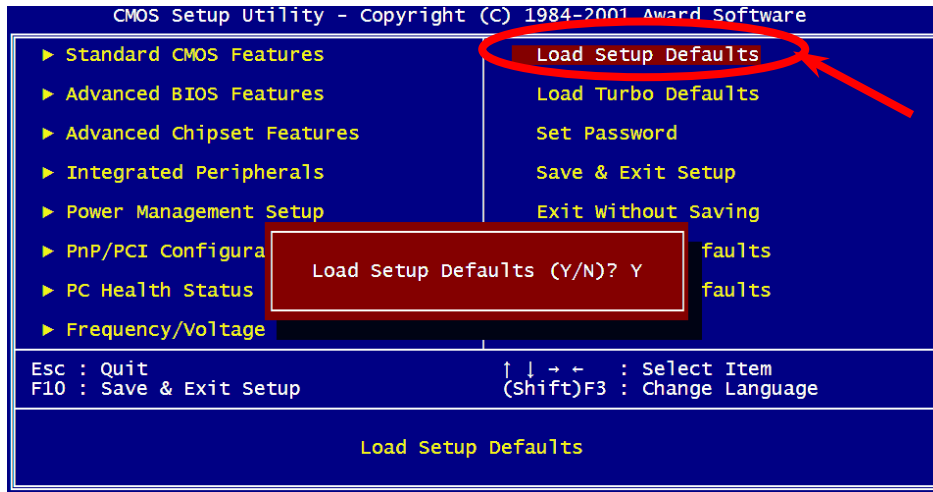 CMOS Setup Utility - Copyright (C) 1984-2001 Award Software
► Standard CMOS Features
► Advanced BIOS Features
► Advanced Chipset Features
► Integrated Peripherals
► Power Management Setup
► PnP/PCI Configura
► PC Health Status
► Frequency/Voltage
Load Setup Defaults
Load Turbo Defaults
Set Password
Save & Exit Setup
Exit Without Saving
faults
faults
Load Setup Defaults (Y/N)? Y
Esc : Quit
F10 : Save & Exit Setup
↑ ↓ → ← : Select Item
(Shift)F3 : Change Language
Load Setup Defaults